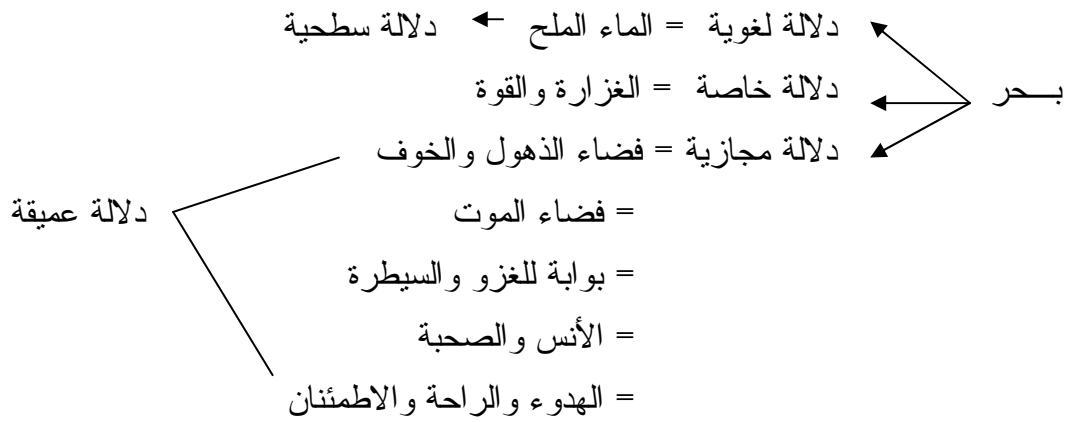 دلالة لغوية = الماء الملح ← دلالة سطحية
بــحر دلالة خاصة = الغزارة والقوة
دلالة مجازية = فضاء الذهول والخوف
= فضاء الموت دلالة عميقة
= بوابة للغزو والسيطرة
= الأنس والصحبة
= الهدوء والراحة والاطمئنان